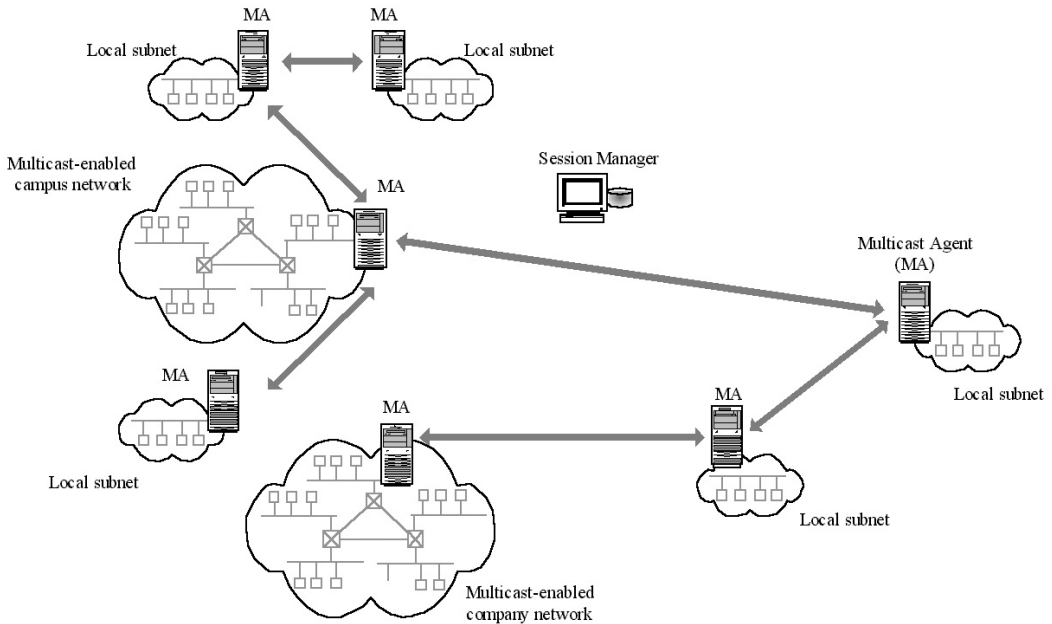 MA
MA
Local subnet
Local subnet
Multicast-enabled
campus network
MA
Session Manager
Multicast Agent
(MA)
MA
Local subnet
MA
MA
Local subnet
Local subnet
Multicast-enabled
company network